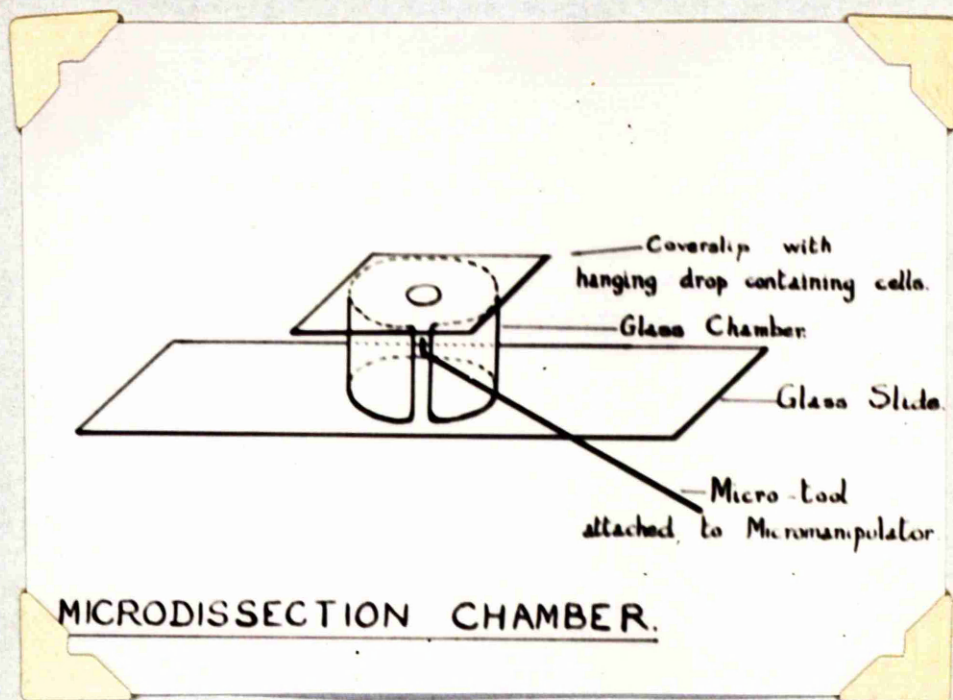 Coverslip with
hanging drop containing cells.
Glass Chamber.
Glass Slide.
Micro-tool
attached to Micromanipulator.
MICRODISSECTION CHAMBER.